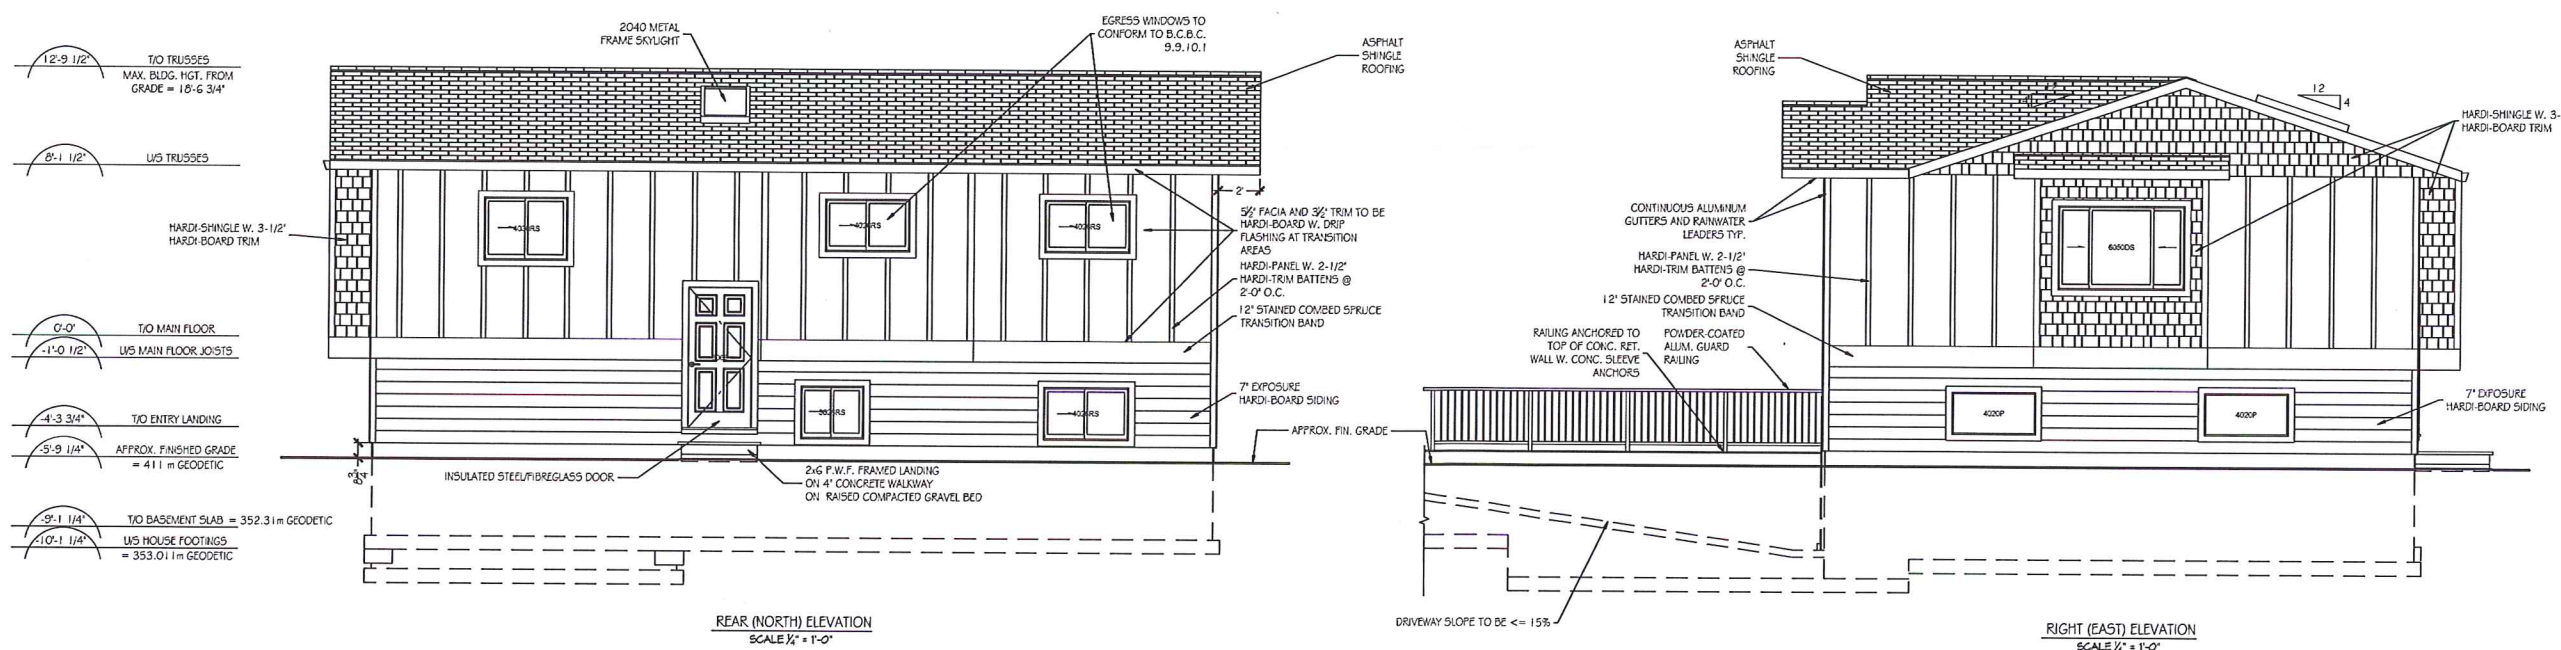 12'-9 1/2"
T/O TRUSSES
MAX. BLDG. HGT. FROM
GRADE = 18'-6 3/4"
8'-1 1/2"
U/S TRUSSES
HARDI-SHINGLE W. 3-1/2"
HARDI-BOARD TRIM
0'-0"
T/O MAIN FLOOR
-1'-0 1/2"
U/S MAIN FLOOR JOISTS
-4'-3 3/4"
T/O ENTRY LANDING
-5'-9 1/4"
APPROX. FINISHED GRADE
= 411 m GEODETIC
-9'-1 1/4"
T/O BASEMENT SLAB = 352.31m GEODETIC
-10'-1 1/4"
U/S HOUSE FOOTINGS
= 353.011m GEODETIC
2040 METAL
FRAME SKYLIGHT
EGRESS WINDOWS TO
CONFORM TO B.C.B.C.
9.9.10.1
ASPHALT
SHINGLE
ROOFING
2'
5½" FACIA AND 3½" TRIM TO BE
HARDI-BOARD W. DRIP
FLASHING AT TRANSITION
AREAS
HARDI-PANEL W. 2-1/2"
HARDI-TRIM BATTENS @
2'-0" O.C.
12" STAINED COMBED SPRUCE
TRANSITION BAND
7" EXPOSURE
HARDI-BOARD SIDING
APPROX. FIN. GRADE
8¾"
INSULATED STEEL/FIBREGLASS DOOR
2x6 P.W.F. FRAMED LANDING
ON 4" CONCRETE WALKWAY
ON RAISED COMPACTED GRAVEL BED
REAR (NORTH) ELEVATION
SCALE ¼" = 1'-0"
ASPHALT
SHINGLE
ROOFING
12
4
12
4
HARDI-SHINGLE W. 3-
HARDI-BOARD TRIM
CONTINUOUS ALUMINUM
GUTTERS AND RAINWATER
LEADERS TYP.
HARDI-PANEL W. 2-1/2"
HARDI-TRIM BATTENS @
2'-0" O.C.
12" STAINED COMBED SPRUCE
TRANSITION BAND
RAILING ANCHORED TO
TOP OF CONC. RET.
WALL W. CONC. SLEEVE
ANCHORS
POWDER-COATED
ALUM. GUARD
RAILING
6050DS
4020P
4020P
7" EXPOSURE
HARDI-BOARD SIDING
DRIVEWAY SLOPE TO BE <= 15%
RIGHT (EAST) ELEVATION
SCALE ¼" = 1'-0"